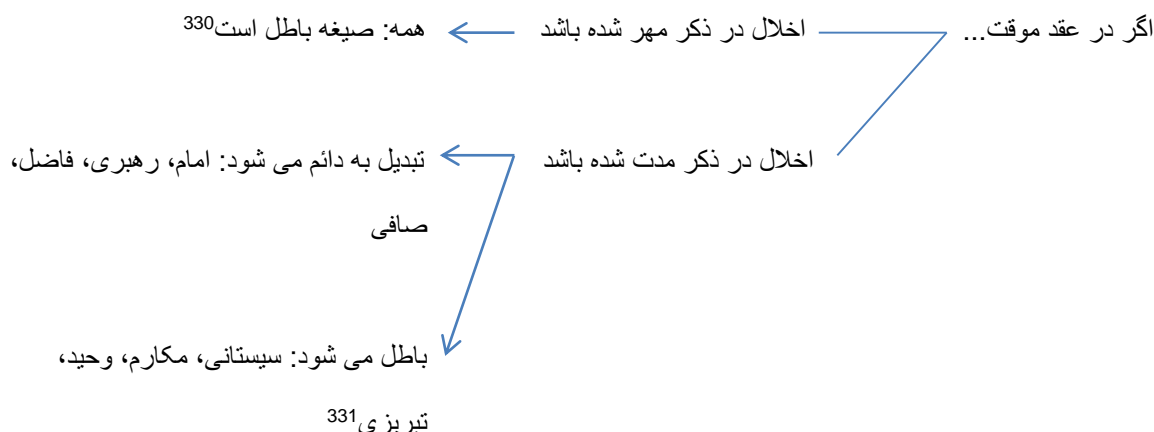 اگر در عقد موقت... اخلال در ذکر مهر شده باشد همه: صیغه باطل است330
اخلال در ذکر مدت شده باشد تبدیل به دائم می شود: امام، رهبری، فاضل،
صافی
باطل می شود: سیستانی، مکارم، وحید،
تبریزی331